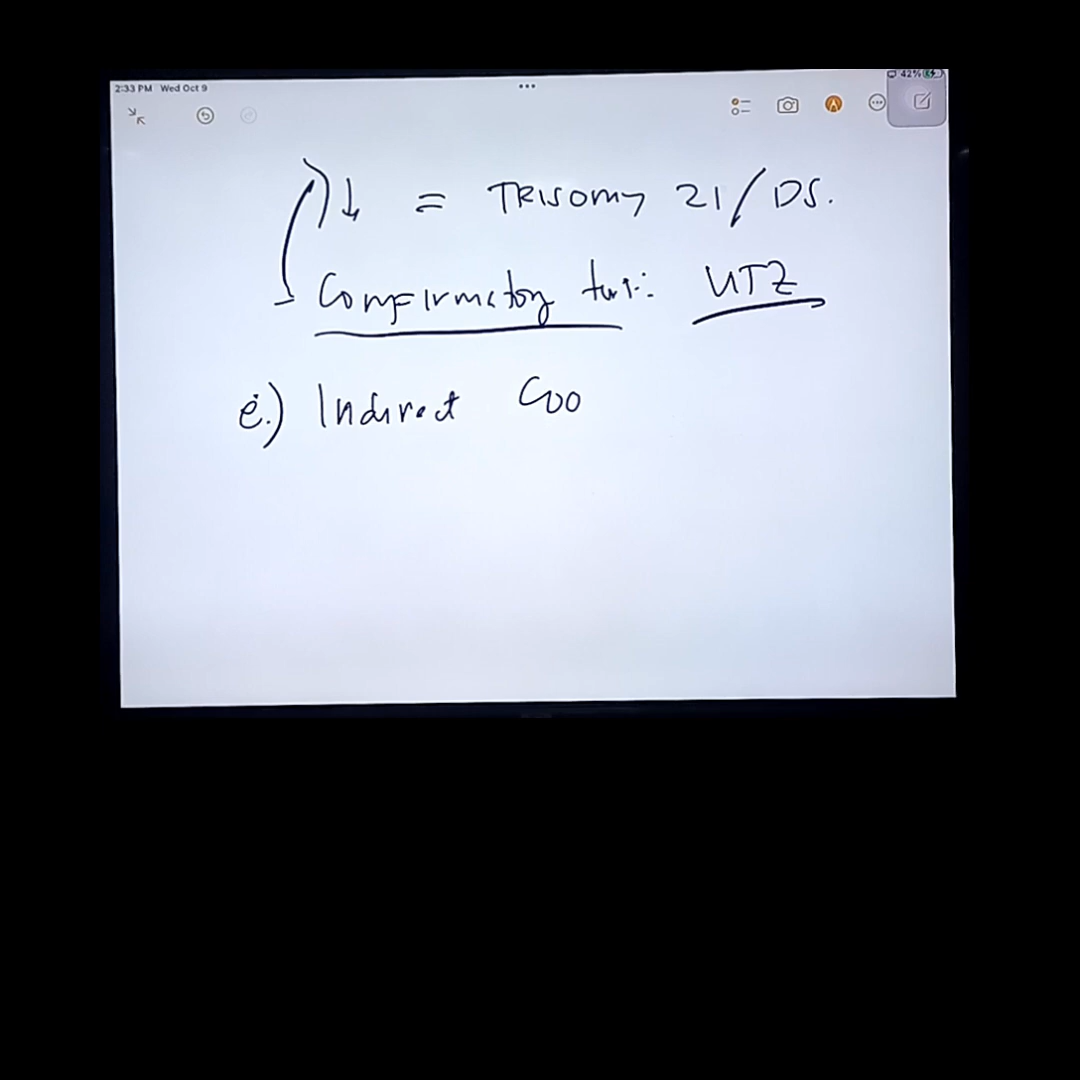 2:33 PM Wed Oct 9
42%
↓ = TRISOMY 21/DS.
Confirmatory test: UTZ
e.) Indirect Coo